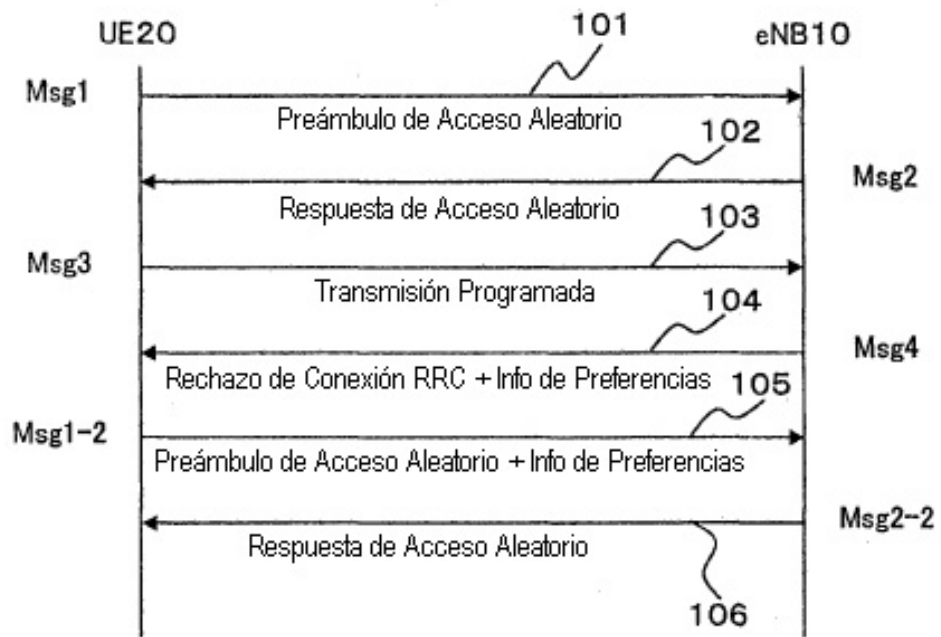 UE20
101
eNB10
Msg1
Preámbulo de Acceso Aleatorio
102
Msg2
Respuesta de Acceso Aleatorio
103
Msg3
Transmisión Programada
104
Msg4
Rechazo de Conexión RRC + Info de Preferencias
105
Msg1-2
Preámbulo de Acceso Aleatorio + Info de Preferencias
Msg2-2
Respuesta de Acceso Aleatorio
106